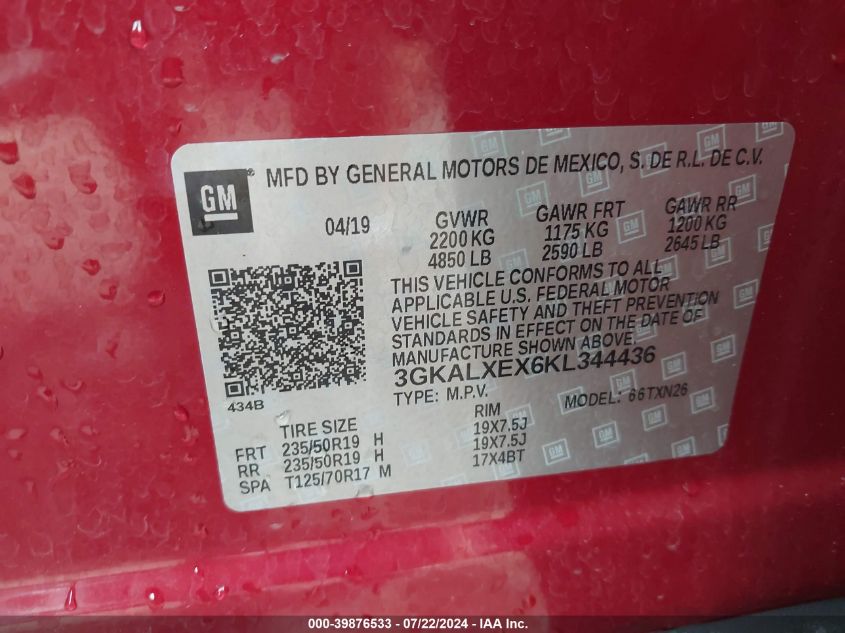 GM
MFD BY GENERAL MOTORS DE MEXICO, S. DE R.L. DE C.V.
04/19 GVWR GAWR FRT GAWR RR
2200 KG 1175 KG 1200 KG
4850 LB 2590 LB 2645 LB
THIS VEHICLE CONFORMS TO ALL
APPLICABLE U.S. FEDERAL MOTOR
VEHICLE SAFETY AND THEFT PREVENTION
STANDARDS IN EFFECT ON THE DATE OF
MANUFACTURE SHOWN ABOVE.
3GKALXEX6KL344436
434B
TYPE: M.P.V. MODEL: 66TXN26
TIRE SIZE RIM
FRT 235/50R19 H 19X7.5J
RR 235/50R19 H 19X7.5J
SPA T125/70R17 M 17X4BT
000-39876533 - 07/22/2024 - IAA Inc.